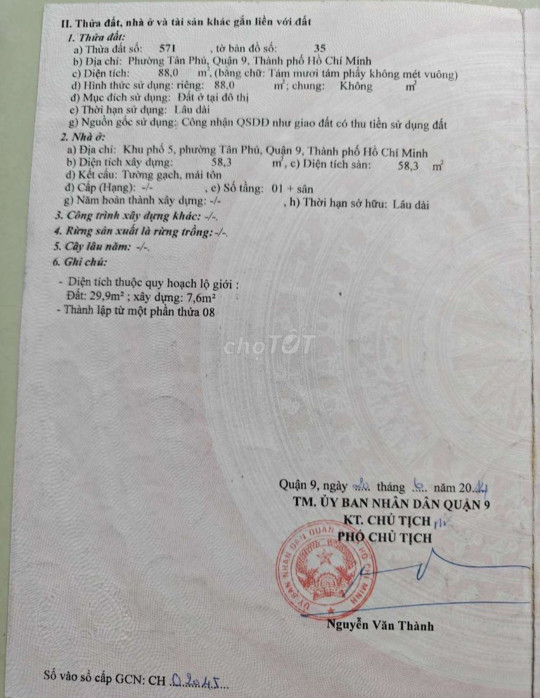 II. Thửa đất, nhà ở và tài sản khác gắn liền với đất
1. Thửa đất:
a) Thửa đất số: 571 , tờ bản đồ số: 35
b) Địa chỉ: Phường Tân Phú, Quận 9, Thành phố Hồ Chí Minh
c) Diện tích: 88,0 m², (bằng chữ: Tám mươi tám phẩy không mét vuông)
d) Hình thức sử dụng: riêng: 88,0 m²; chung: Không m²
đ) Mục đích sử dụng: Đất ở tại đô thị
e) Thời hạn sử dụng: Lâu dài
g) Nguồn gốc sử dụng: Công nhận QSDĐ như giao đất có thu tiền sử dụng đất
2. Nhà ở:
a) Địa chỉ: Khu phố 5, phường Tân Phú, Quận 9, Thành phố Hồ Chí Minh
b) Diện tích xây dựng: 58,3 m², c) Diện tích sàn: 58,3 m²
d) Kết cấu: Tường gạch, mái tôn
đ) Cấp (Hạng): -/- , e) Số tầng: 01 + sân
g) Năm hoàn thành xây dựng: -/- , h) Thời hạn sở hữu: Lâu dài
3. Công trình xây dựng khác: -/-.
4. Rừng sản xuất là rừng trồng: -/-.
5. Cây lâu năm: -/-.
6. Ghi chú:
- Diện tích thuộc quy hoạch lộ giới :
Đất: 29,9m² ; xây dựng: 7,6m²
- Thành lập từ một phần thửa 08
chợTỐT
Quận 9, ngày tháng 6 năm 20
TM. ỦY BAN NHÂN DÂN QUẬN 9
KT. CHỦ TỊCH
PHÓ CHỦ TỊCH
Nguyễn Văn Thành
Số vào sổ cấp GCN: CH 02045